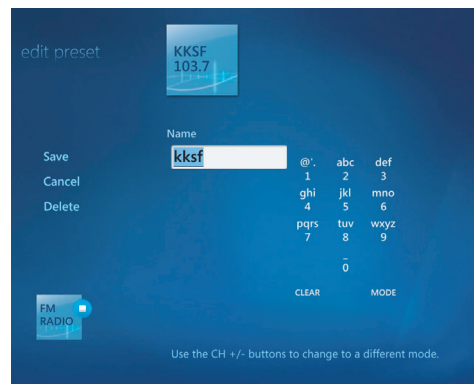 edit preset
KKSF
103.7
Name
kksf
Save
Cancel
Delete
@'. abc def
1 2 3
ghi jkl mno
4 5 6
pqrs tuv wxyz
7 8 9
_
0
CLEAR MODE
FM
RADIO
Use the CH +/- buttons to change to a different mode.